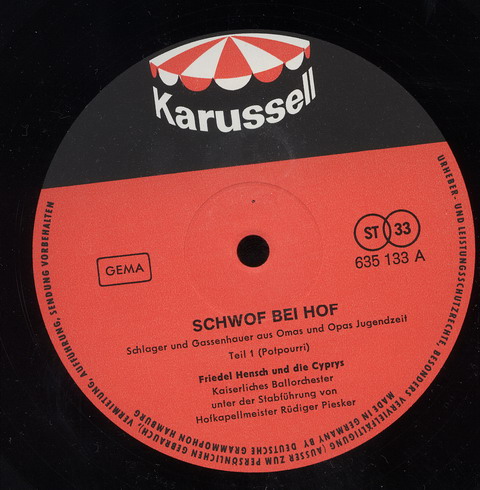 Karussell
ST 33
635 133 A
GEMA
SCHWOF BEI HOF
Schlager und Gassenhauer aus Omas und Opas Jugendzeit
Teil 1 (Potpourri)
Friedel Hensch und die Cyprys
Kaiserliches Ballorchester
unter der Stabführung von
Hofkapellmeister Rüdiger Piesker
URHEBER- UND LEISTUNGSSCHUTZRECHTE, BESONDERS VERVIELFÄLTIGUNG (AUSSER ZUM PERSÖNLICHEN GEBRAUCH), VERMIETUNG, AUFFÜHRUNG, SENDUNG VORBEHALTEN
MADE IN GERMANY BY DEUTSCHE GRAMMOPHON HAMBURG